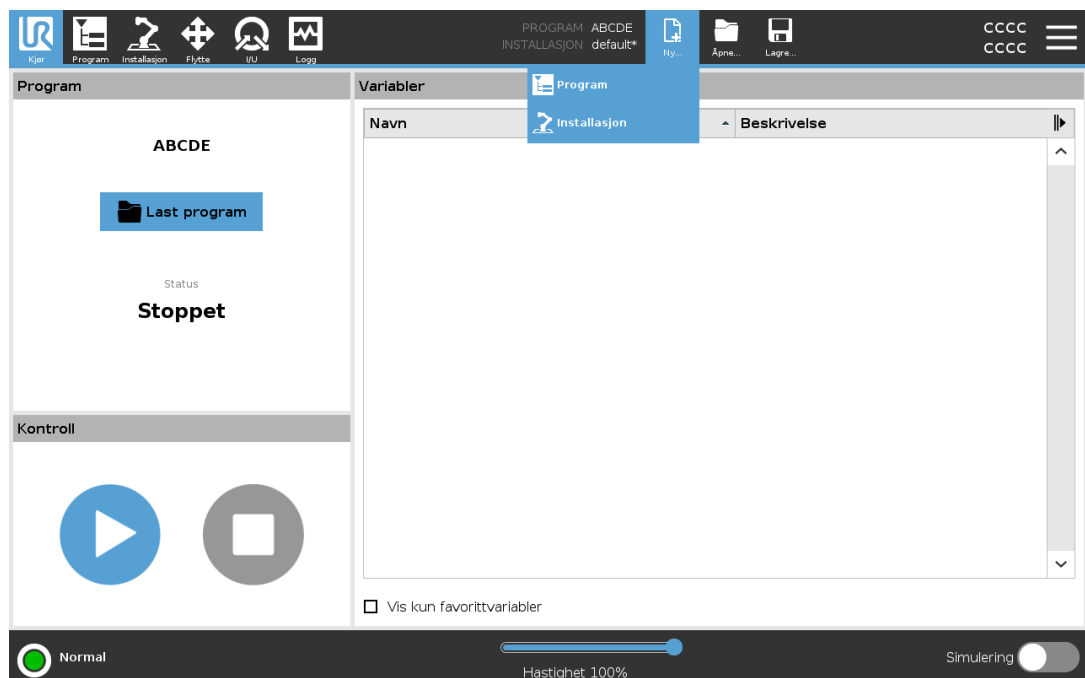 UR
Kjør
Program
Installasjon
Flytte
I/U
Logg
PROGRAM ABCDE
INSTALLASJON default*
Ny...
Åpne...
Lagre...
CCCC
CCCC
Program
Installasjon
Program
ABCDE
Last program
Status
Stoppet
Kontroll
Variabler
Navn
Beskrivelse
Vis kun favorittvariabler
Normal
Hastighet 100%
Simulering